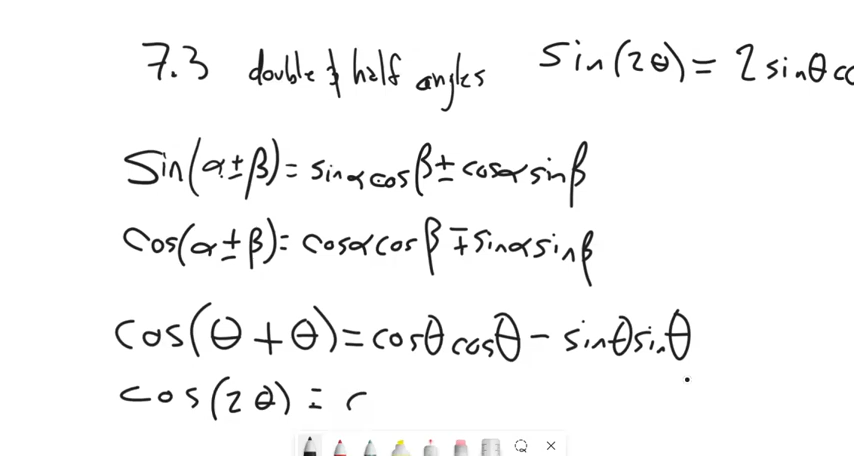 7.3 double & half angles sin(2θ) = 2 sinθ co
Sin(α ± β) = sinα cosβ ± cosα sinβ
Cos(α ± β) = cosα cosβ ∓ sinα sinβ
cos(θ + θ) = cosθ cosθ − sinθ sinθ
cos(2θ) = c